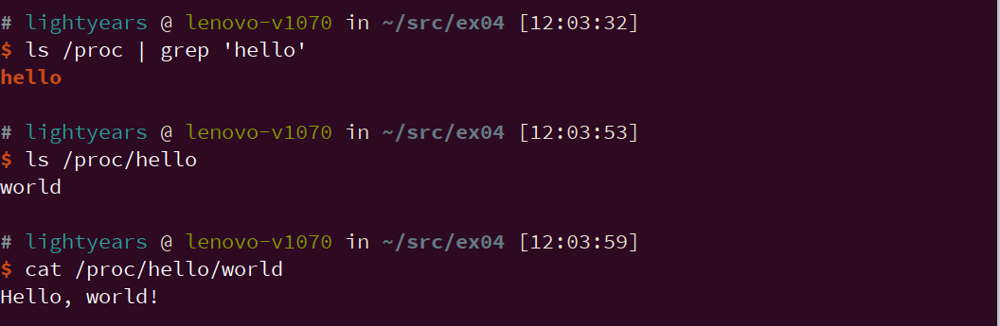 # lightyears @ lenovo-v1070 in ~/src/ex04 [12:03:32]
$ ls /proc | grep 'hello'
hello
# lightyears @ lenovo-v1070 in ~/src/ex04 [12:03:53]
$ ls /proc/hello
world
# lightyears @ lenovo-v1070 in ~/src/ex04 [12:03:59]
$ cat /proc/hello/world
Hello, world!